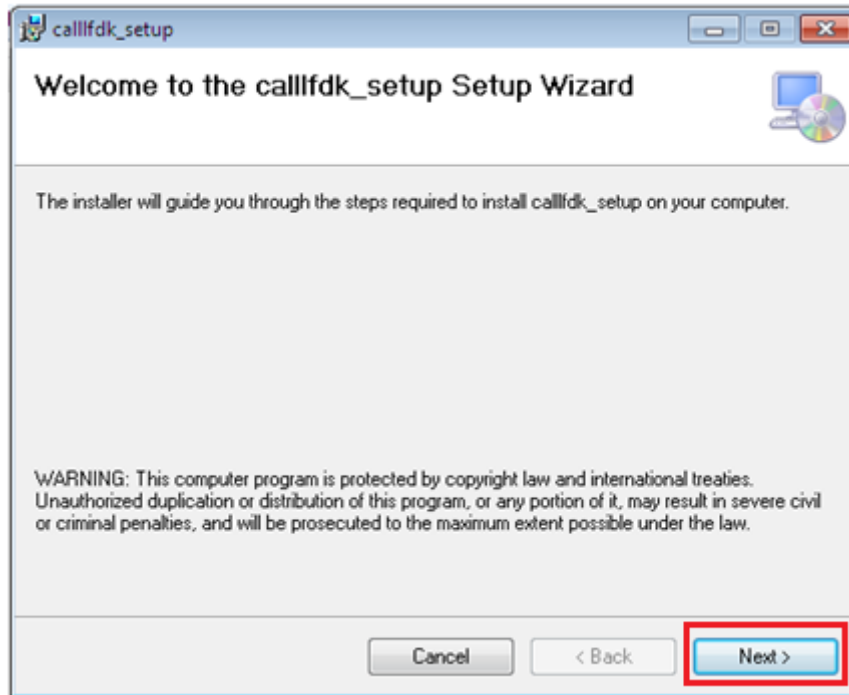 callIfdk_setup
Welcome to the callIfdk_setup Setup Wizard
The installer will guide you through the steps required to install callIfdk_setup on your computer.
WARNING: This computer program is protected by copyright law and international treaties.
Unauthorized duplication or distribution of this program, or any portion of it, may result in severe civil
or criminal penalties, and will be prosecuted to the maximum extent possible under the law.
Cancel
< Back
Next >